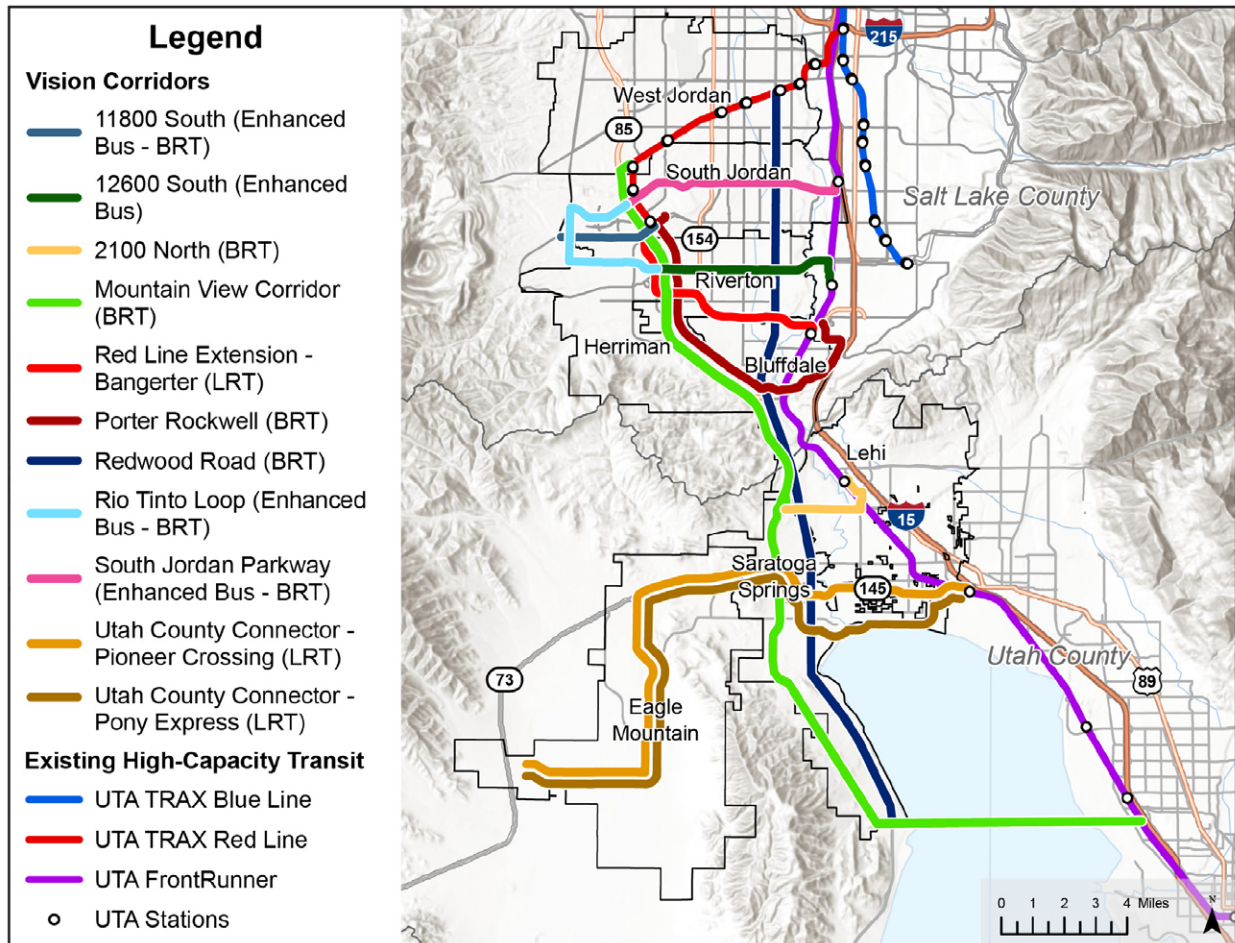 Legend
Vision Corridors
11800 South (Enhanced
Bus - BRT)
12600 South (Enhanced
Bus)
2100 North (BRT)
Mountain View Corridor
(BRT)
Red Line Extension -
Bangerter (LRT)
Porter Rockwell (BRT)
Redwood Road (BRT)
Rio Tinto Loop (Enhanced
Bus - BRT)
South Jordan Parkway
(Enhanced Bus - BRT)
Utah County Connector -
Pioneer Crossing (LRT)
Utah County Connector -
Pony Express (LRT)
Existing High-Capacity Transit
UTA TRAX Blue Line
UTA TRAX Red Line
UTA FrontRunner
UTA Stations
215
West Jordan
85
South Jordan
Salt Lake County
154
Riverton
Herriman
Bluffdale
Lehi
15
Saratoga
Springs
145
Utah County
73
89
Eagle
Mountain
0 1 2 3 4 Miles
N